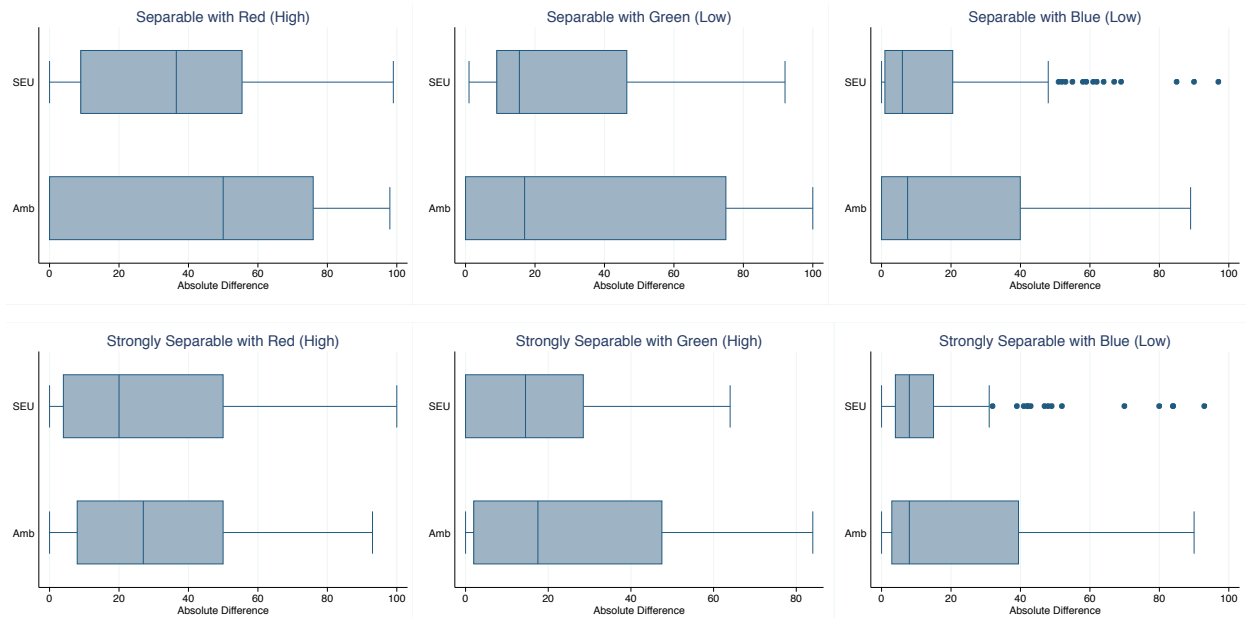 Separable with Red (High)
SEU
Amb
0 20 40 60 80 100
Absolute Difference
Separable with Green (Low)
SEU
Amb
0 20 40 60 80 100
Absolute Difference
Separable with Blue (Low)
SEU
Amb
0 20 40 60 80 100
Absolute Difference
Strongly Separable with Red (High)
SEU
Amb
0 20 40 60 80 100
Absolute Difference
Strongly Separable with Green (High)
SEU
Amb
0 20 40 60 80
Absolute Difference
Strongly Separable with Blue (Low)
SEU
Amb
0 20 40 60 80 100
Absolute Difference